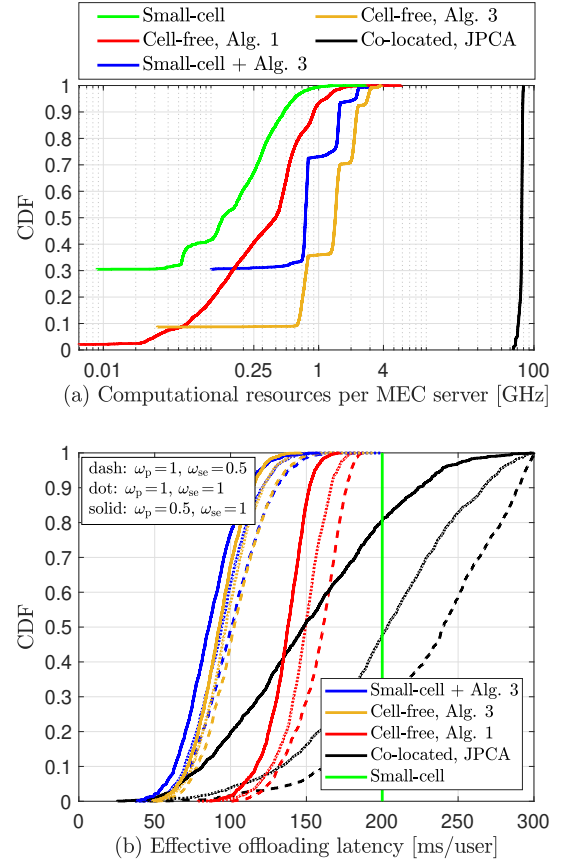 Small-cell
Cell-free, Alg. 1
Small-cell + Alg. 3
Cell-free, Alg. 3
Co-located, JPCA
1
0.9
0.8
0.7
0.6
0.5
0.4
0.3
0.2
0.1
0
CDF
0.01 0.25 1 4 100
(a) Computational resources per MEC server [GHz]
dash: ωp=1, ωse=0.5
dot: ωp=1, ωse=1
solid: ωp=0.5, ωse=1
1
0.9
0.8
0.7
0.6
0.5
0.4
0.3
0.2
0.1
0
CDF
Small-cell + Alg. 3
Cell-free, Alg. 3
Cell-free, Alg. 1
Co-located, JPCA
Small-cell
0 50 100 150 200 250 300
(b) Effective offloading latency [ms/user]